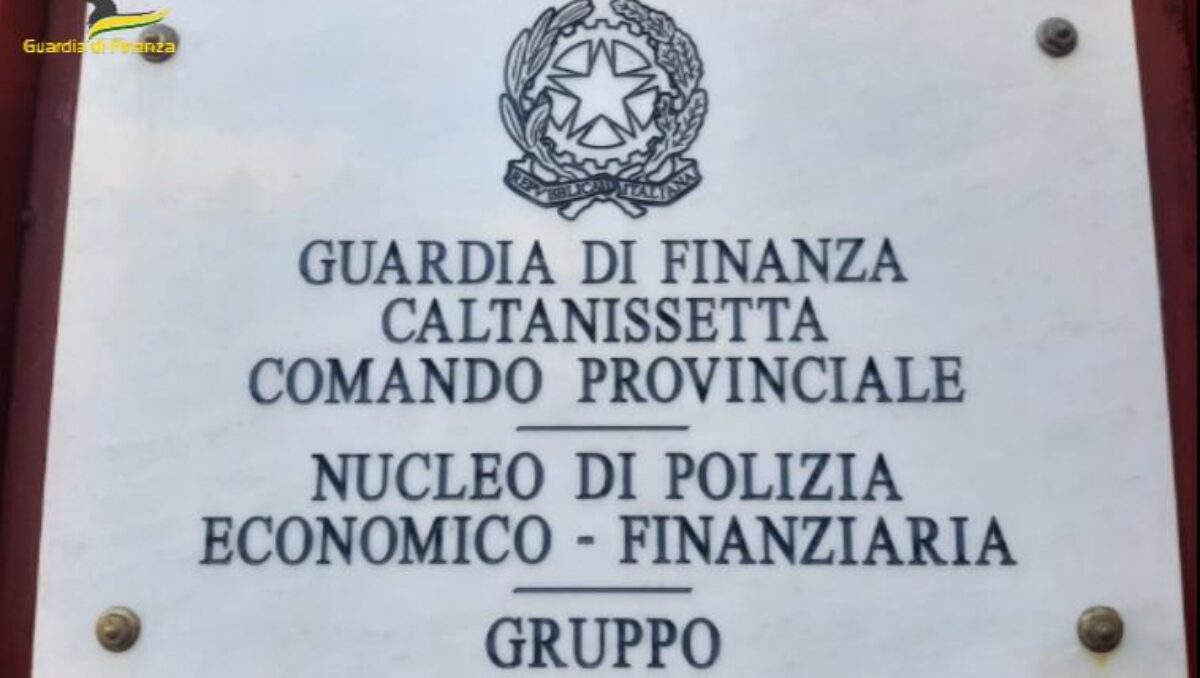 Guardia di Finanza
REPVBBLICA ITALIANA
GUARDIA DI FINANZA
CALTANISSETTA
COMANDO PROVINCIALE
NUCLEO DI POLIZIA
ECONOMICO - FINANZIARIA
GRUPPO